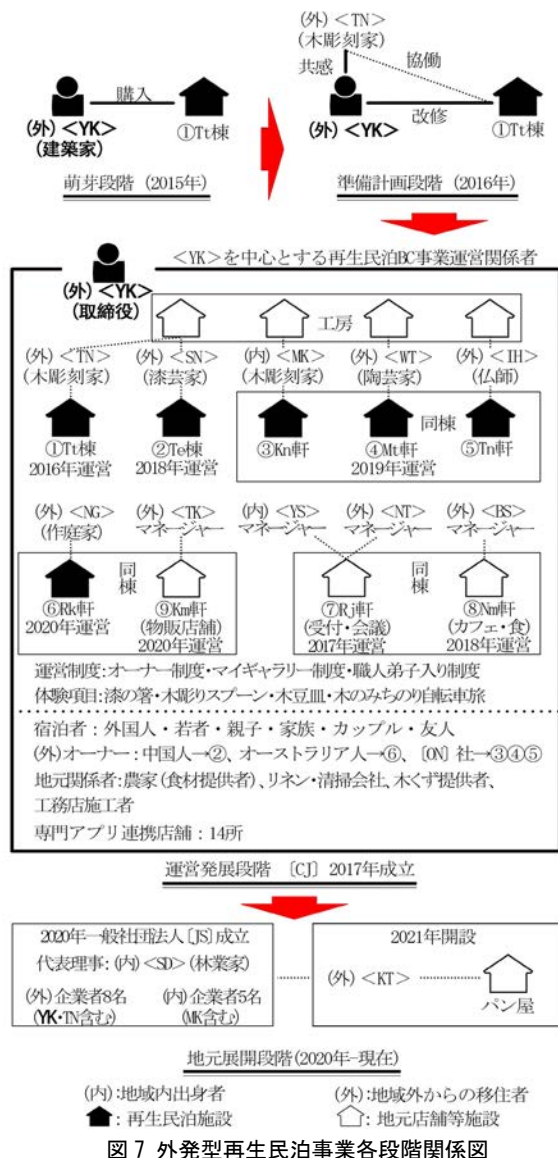 (外)<TN>
(木彫刻家)
共感
協働
購入
改修
(外)<YK>
(建築家)
①Tt棟
(外)<YK>
①Tt棟
萌芽段階(2015年)
準備計画段階(2016年)
<YK>を中心とする再生民泊BC事業運営関係者
(外)<YK>
(取締役)
工房
(外)<TN> (外)<SN> (内)<MK> (外)<WT> (外)<IH>
(木彫刻家) (漆芸家) (木彫刻家) (陶芸家) (仏師)
同棟
①Tt棟 ②Te棟 ③Kn軒 ④Mt軒 ⑤Tn軒
2016年運営 2018年運営 2019年運営
(外)<NG> (外)<TK> (内)<YS> (外)<NT> (外)<BS>
(作庭家) マネージャー マネージャー マネージャー マネージャー
同棟 同棟
⑥Rk軒 ⑨Km軒 ⑦Rj軒 ⑧Nm軒
2020年運営 (物販店舗) (受付・会議) (カフェ・食)
2020年運営 2017年運営 2018年運営
運営制度:オーナー制度・マイギャラリー制度・職人弟子入り制度
体験項目:漆の箸・木彫りスプーン・木豆皿・木のみちのり自転車旅
宿泊者:外国人・若者・親子・家族・カップル・友人
(外)オーナー:中国人→②、オーストラリア人→⑥、〔ON〕社→③④⑤
地元関係者:農家(食材提供者)、リネン・清掃会社、木くず提供者、
工務店施工者
専門アプリ連携店舗:14所
運営発展段階 〔CJ〕2017年成立
2020年一般社団法人〔JS〕成立
代表理事:(内)<SD>(林業家)
(外)企業者8名 (内)企業者5名
(YK・TN含む) (MK含む)
2021年開設
(外)<KT>
パン屋
地元展開段階(2020年-現在)
(内):地域内出身者 (外):地域外からの移住者
:再生民泊施設 :地元店舗等施設
図7 外発型再生民泊事業各段階関係図